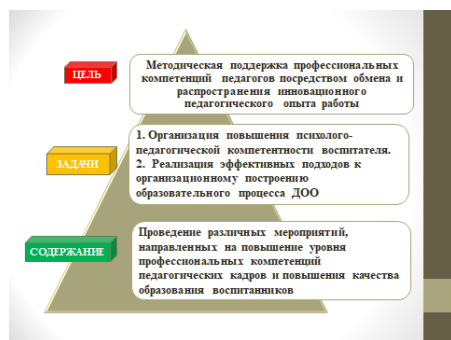 ЦЕЛЬ
Методическая поддержка профессиональных
компетенций педагогов посредством обмена и
распространения инновационного
педагогического опыта работы
ЗАДАЧИ
1. Организация повышения психолого-
педагогической компетентности воспитателя.
2. Реализация эффективных подходов к
организационному построению
образовательного процесса ДОО
СОДЕРЖАНИЕ
Проведение различных мероприятий,
направленных на повышение уровня
профессиональных компетенций
педагогических кадров и повышения качества
образования воспитанников